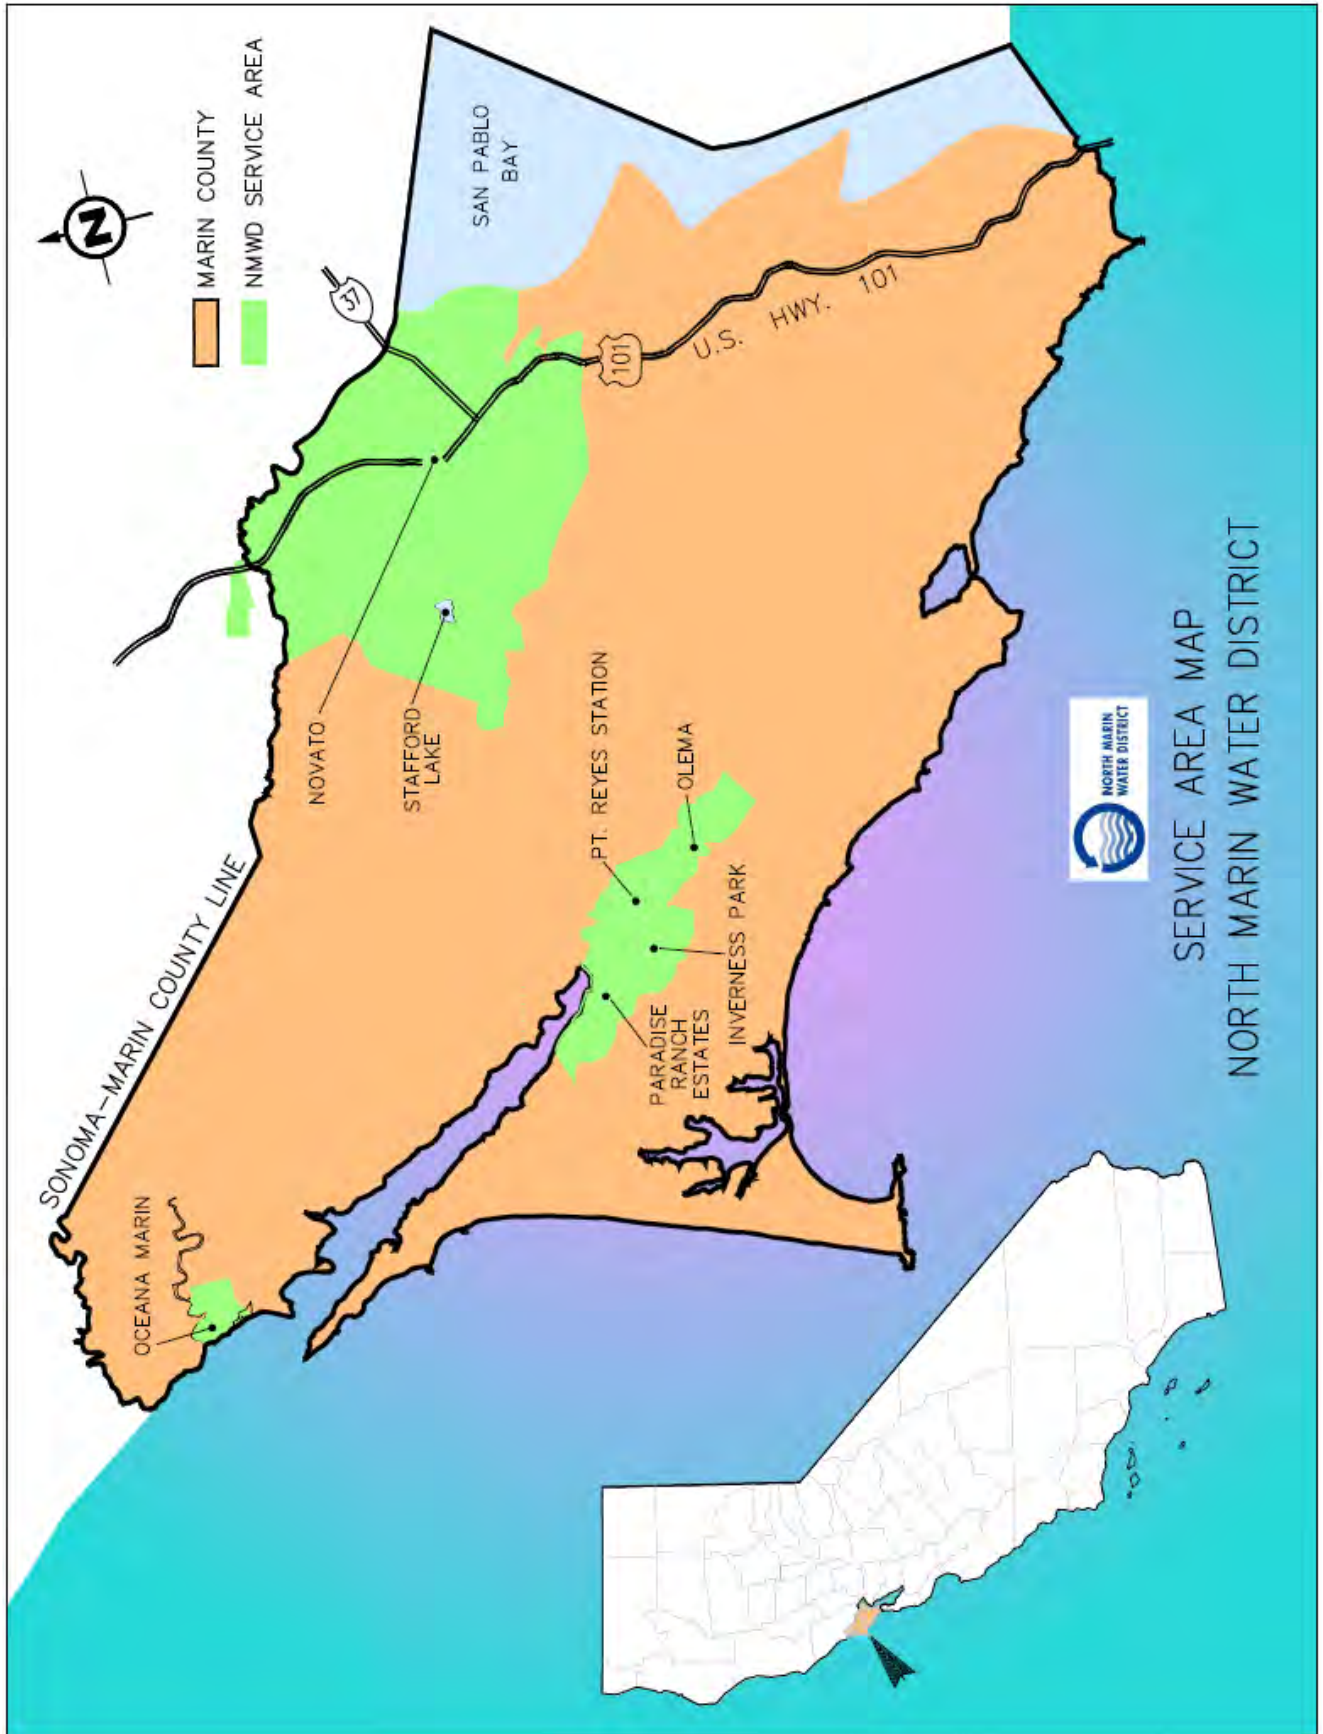 N
MARIN COUNTY
NMWD SERVICE AREA
SONOMA-MARIN COUNTY LINE
37
SAN PABLO
BAY
OCEANA MARIN
NOVATO
STAFFORD
LAKE
101
U.S. HWY. 101
PT. REYES STATION
OLEMA
PARADISE
RANCH
ESTATES
INVERNESS PARK
NORTH MARIN
WATER DISTRICT
SERVICE AREA MAP
NORTH MARIN WATER DISTRICT